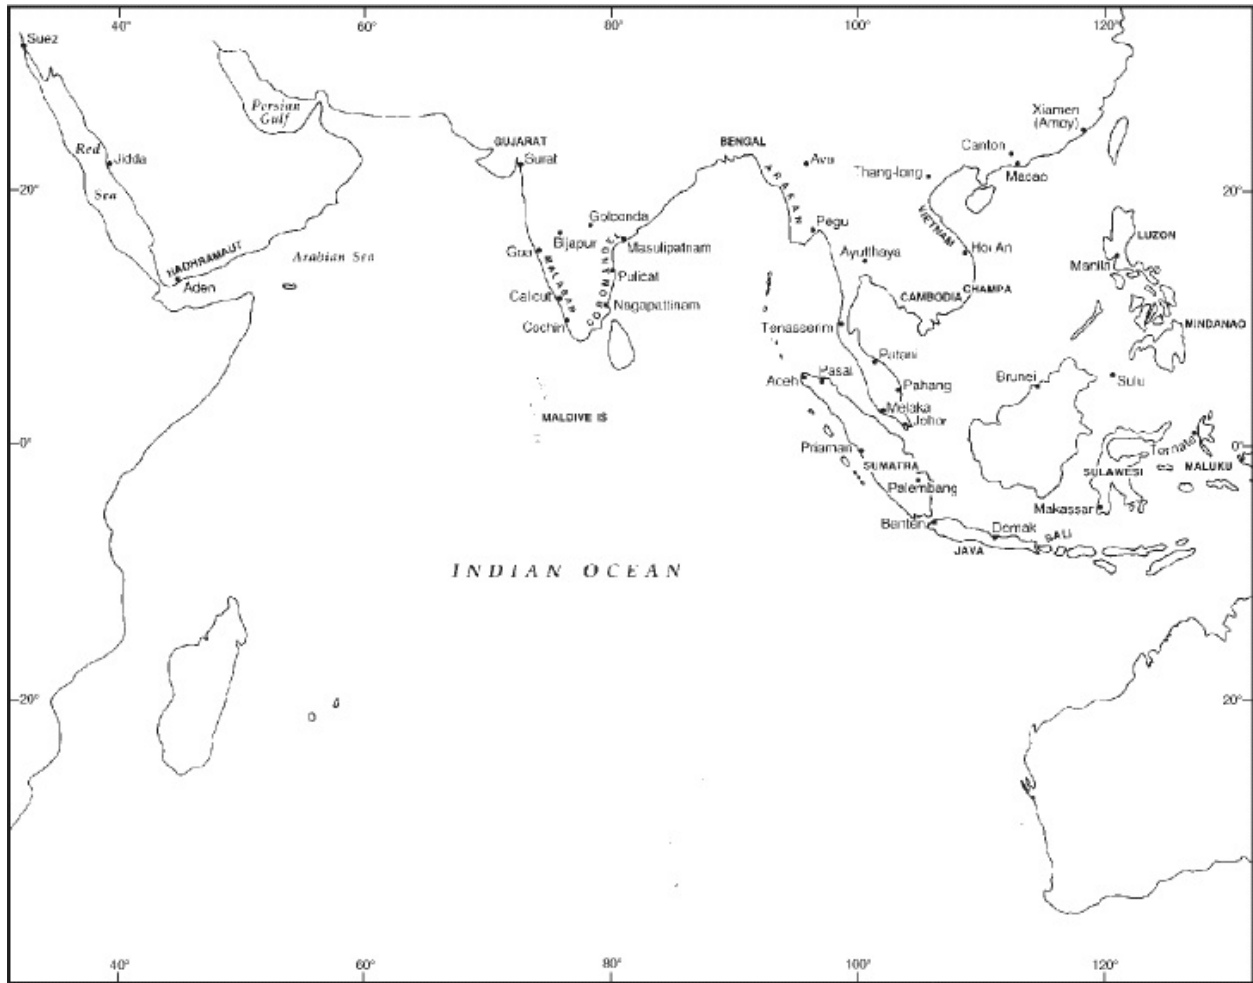 40°
60°
80°
100°
120°
Suez
Persian
Gulf
Red
Sea
Jidda
HADHRAMAUT
Aden
Arabian Sea
GUJARAT
Surat
BENGAL
Ava
ARAKAN
Pegu
Thang-long
Canton
Macao
Xiamen
(Amoy)
20°
20°
Golconda
Bijapur
Masulipatnam
Goa
MALABAR
COROMANDEL
Pulicat
Calicut
Nagapattinam
Cochin
Ayutthaya
VIETNAM
Hoi An
CAMBODIA
CHAMPA
Tenasserim
LUZON
Manila
MINDANAO
Patani
Pasai
Aceh
Pahang
Melaka
Johor
Brunei
Sulu
MALDIVE IS
0°
0°
Priaman
SUMATRA
Palembang
Ternate
SULAWESI
MALUKU
Makassar
Banten
Demak
JAVA
BALI
INDIAN OCEAN
20°
20°
40°
60°
80°
100°
120°